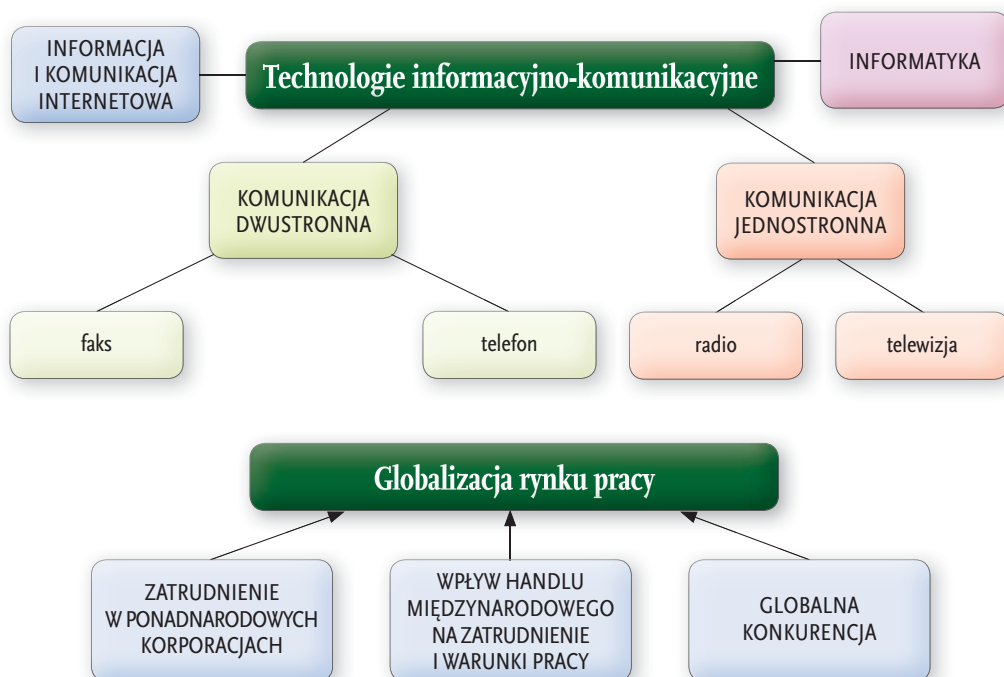 INFORMACJA
I KOMUNIKACJA
INTERNETOWA
Technologie informacyjno-komunikacyjne
INFORMATYKA
KOMUNIKACJA
DWUSTRONNA
KOMUNIKACJA
JEDNOSTRONNA
faks
telefon
radio
telewizja
Globalizacja rynku pracy
ZATRUDNIENIE
W PONADNARODOWYCH
KORPORACJACH
WPŁYW HANDLU
MIĘDZYNARODOWEGO
NA ZATRUDNIENIE
I WARUNKI PRACY
GLOBALNA
KONKURENCJA